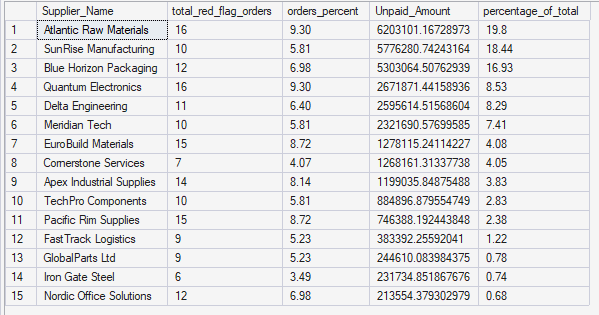 Supplier_Name total_red_flag_orders orders_percent Unpaid_Amount percentage_of_total
1 Atlantic Raw Materials 16 9.30 6203101.16728973 19.8
2 SunRise Manufacturing 10 5.81 5776280.74243164 18.44
3 Blue Horizon Packaging 12 6.98 5303064.50762939 16.93
4 Quantum Electronics 16 9.30 2671871.44158936 8.53
5 Delta Engineering 11 6.40 2595614.51568604 8.29
6 Meridian Tech 10 5.81 2321690.57699585 7.41
7 EuroBuild Materials 15 8.72 1278115.24114227 4.08
8 Cornerstone Services 7 4.07 1268161.31337738 4.05
9 Apex Industrial Supplies 14 8.14 1199035.84875488 3.83
10 TechPro Components 10 5.81 884896.879554749 2.83
11 Pacific Rim Supplies 15 8.72 746388.192443848 2.38
12 FastTrack Logistics 9 5.23 383392.25592041 1.22
13 GlobalParts Ltd 9 5.23 244610.083984375 0.78
14 Iron Gate Steel 6 3.49 231734.851867676 0.74
15 Nordic Office Solutions 12 6.98 213554.379302979 0.68